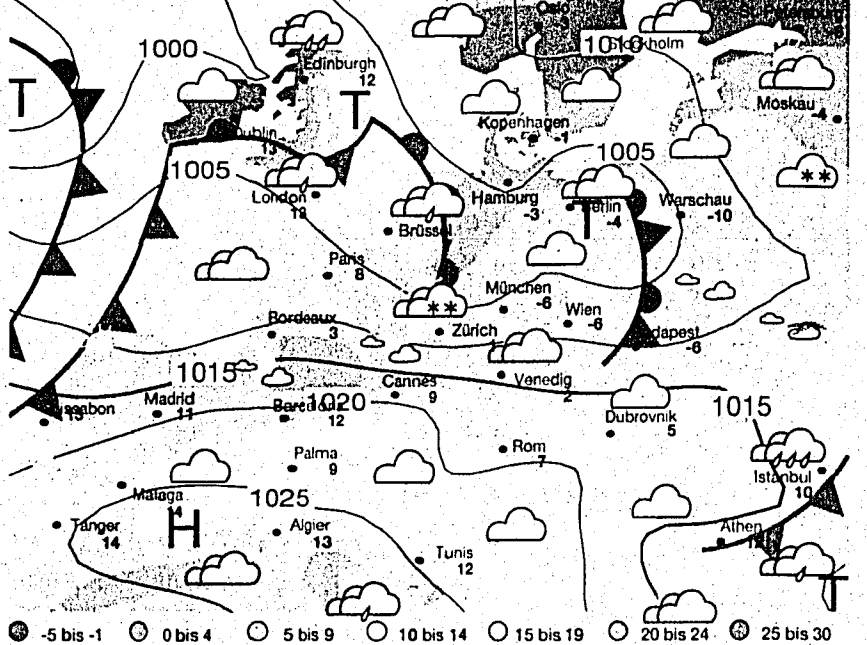 Oslo
1000
1010
Stockholm
Edinburgh
12
T
T
Moskau -4
Dublin
13
Kopenhagen
-1
1005
1005
London
12
Hamburg
-3
Berlin
-4
T
Warschau
-10
Brüssel
Paris
8
München
-6
Bordeaux
3
Zürich
Wien
-6
-6
1015
Cannes
9
Venedig
2
Madrid
11
13
Barcelona
12
1020
1015
Dubrovnik
5
Palma
9
Rom
7
Malaga
14
1025
Istanbul
10
Tanger
14
H
Algier
13
Tunis
12
Athen
T
-5 bis -1 0 bis 4 5 bis 9 10 bis 14 15 bis 19 20 bis 24 25 bis 30